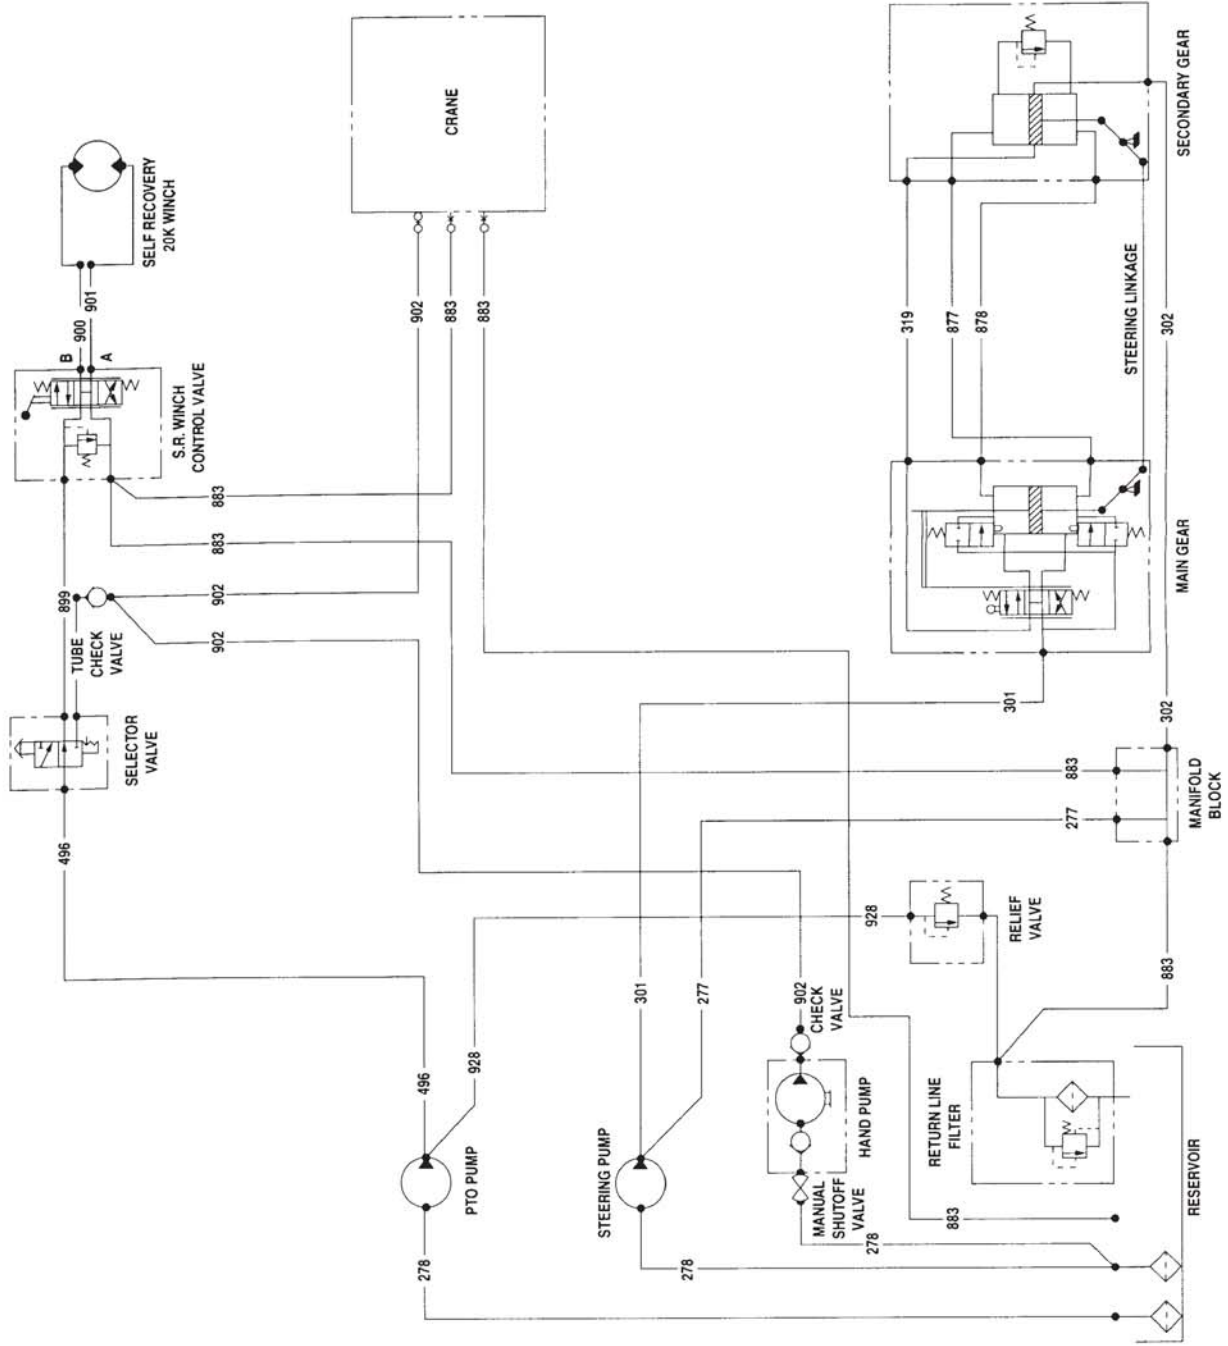 SELF RECOVERY
20K WINCH
CRANE
SECONDARY GEAR
900
901
B
A
S.R. WINCH
CONTROL VALVE
902
883
883
319
877
878
STEERING LINKAGE
302
883
883
899
902
902
TUBE
CHECK
VALVE
SELECTOR
VALVE
MAIN GEAR
301
302
496
883
277
MANIFOLD
BLOCK
928
RELIEF
VALVE
883
301
277
902
CHECK
VALVE
496
928
PTO PUMP
STEERING PUMP
HAND PUMP
MANUAL
SHUTOFF
VALVE
RETURN LINE
FILTER
883
278
278
278
RESERVOIR